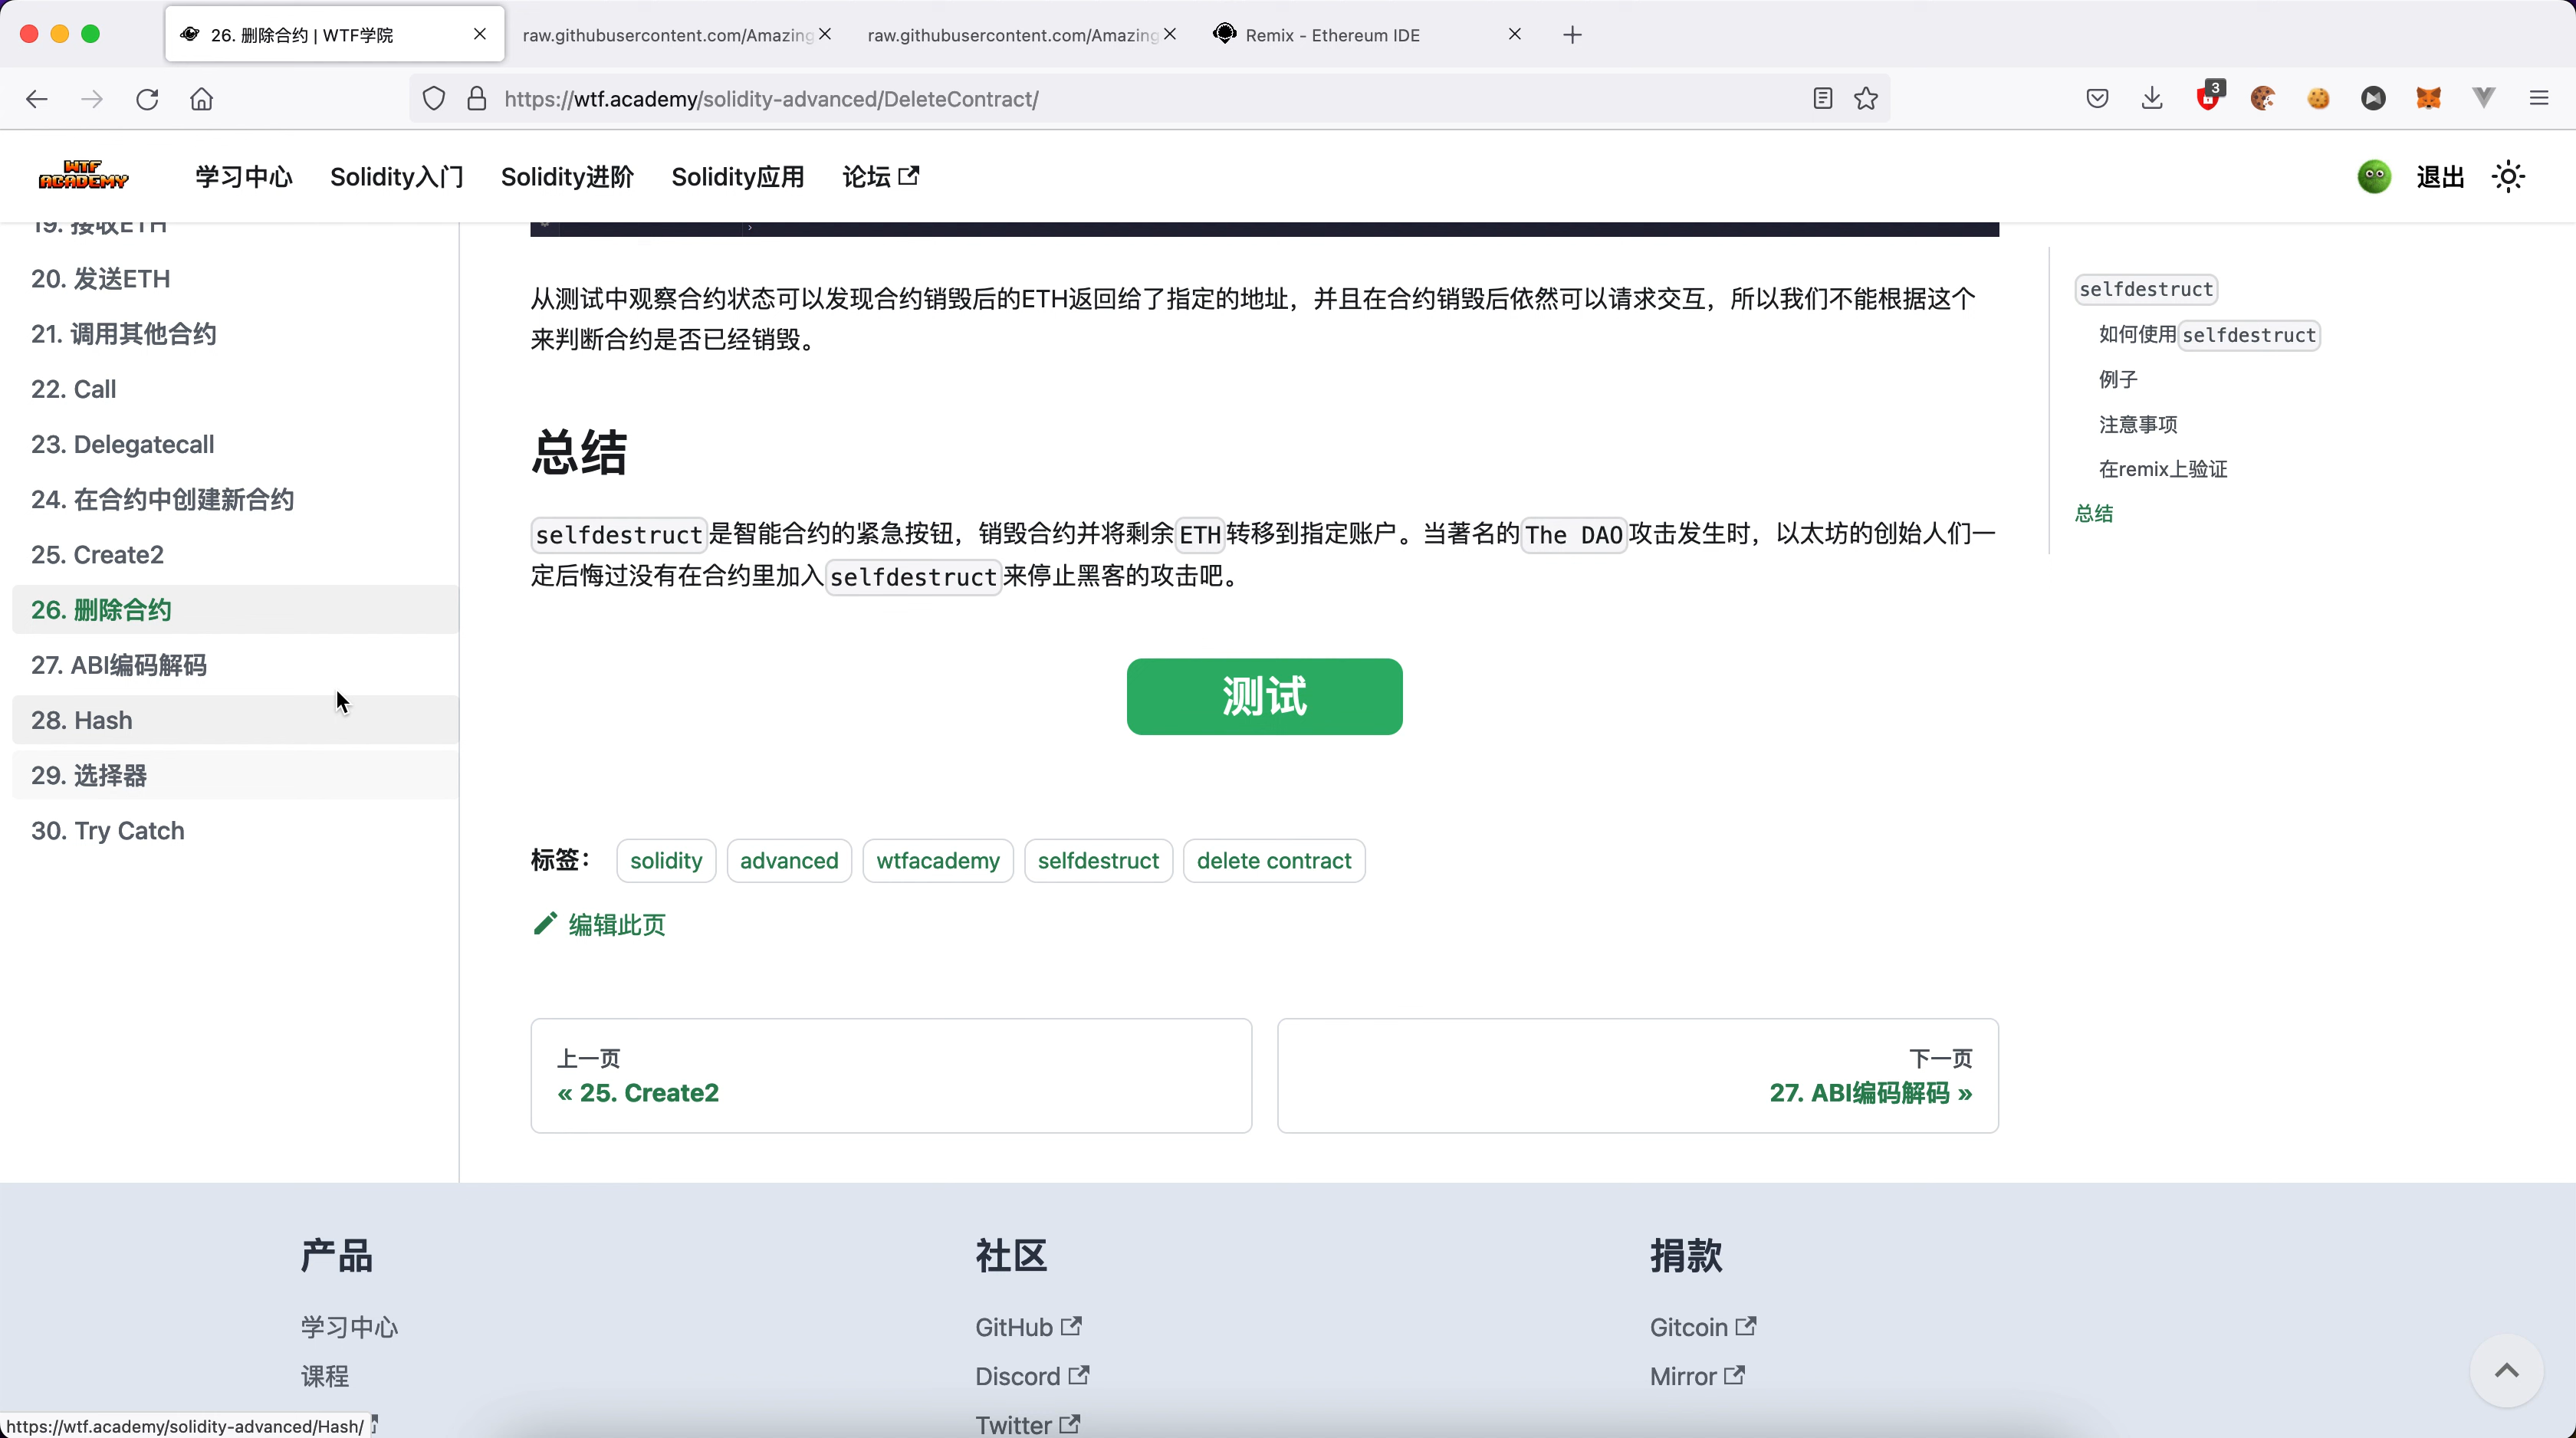 26. 删除合约 | WTF学院
raw.githubusercontent.com/Amazing
raw.githubusercontent.com/Amazing
Remix - Ethereum IDE
https://wtf.academy/solidity-advanced/DeleteContract/
3
WTF ACADEMY
学习中心
Solidity入门
Solidity进阶
Solidity应用
论坛
退出
19. 接收ETH
20. 发送ETH
21. 调用其他合约
22. Call
23. Delegatecall
24. 在合约中创建新合约
25. Create2
26. 删除合约
27. ABI编码解码
28. Hash
29. 选择器
30. Try Catch
从测试中观察合约状态可以发现合约销毁后的ETH返回给了指定的地址，并且在合约销毁后依然可以请求交互，所以我们不能根据这个
来判断合约是否已经销毁。
总结
selfdestruct是智能合约的紧急按钮，销毁合约并将剩余ETH转移到指定账户。当著名的The DAO攻击发生时，以太坊的创始人们一
定后悔过没有在合约里加入selfdestruct来停止黑客的攻击吧。
测试
标签：
solidity
advanced
wtfacademy
selfdestruct
delete contract
编辑此页
上一页
« 25. Create2
下一页
27. ABI编码解码 »
selfdestruct
如何使用selfdestruct
例子
注意事项
在remix上验证
总结
产品
学习中心
课程
社区
GitHub
Discord
Twitter
捐款
Gitcoin
Mirror
https://wtf.academy/solidity-advanced/Hash/